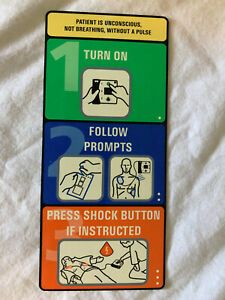 PATIENT IS UNCONSCIOUS,
NOT BREATHING, WITHOUT A PULSE
1
TURN ON
2
FOLLOW
PROMPTS
3
PRESS SHOCK BUTTON
IF INSTRUCTED